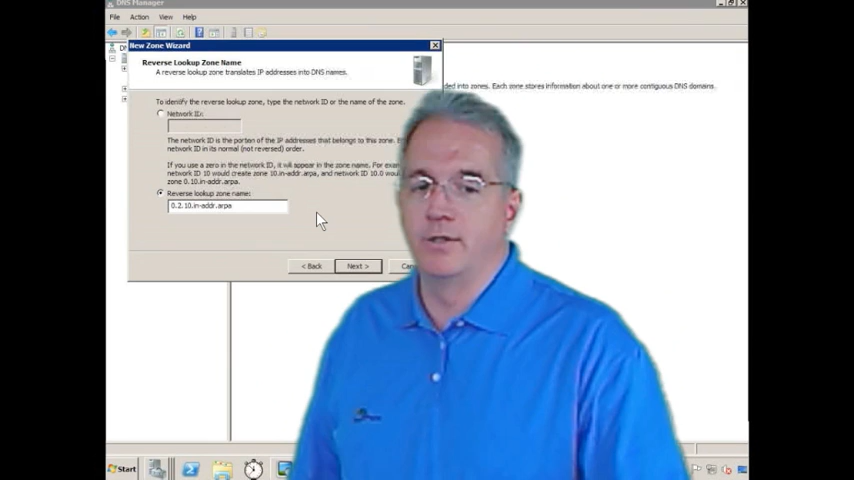 DNS Manager
File Action View Help
New Zone Wizard
Reverse Lookup Zone Name
A reverse lookup zone translates IP addresses into DNS names.
ded into zones. Each zone stores information about one or more contiguous DNS domains.
To identify the reverse lookup zone, type the network ID or the name of the zone.
Network ID:
The network ID is the portion of the IP addresses that belongs to this zone.
network ID in its normal (not reversed) order.
If you use a zero in the network ID, it will appear in the zone name. For exa
network ID 10 would create zone 10.in-addr.arpa, and network ID 10.0 wou
zone 0.10.in-addr.arpa.
Reverse lookup zone name:
0.2.10.in-addr.arpa
< Back Next > Can
Start